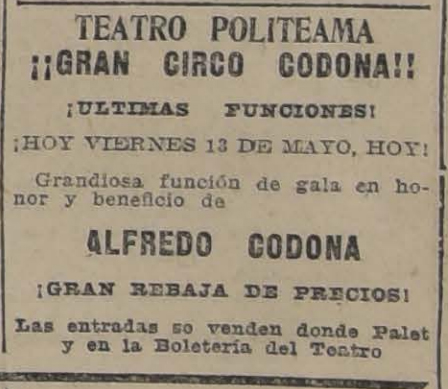 TEATRO POLITEAMA
¡¡GRAN CIRCO CODONA!!
¡ULTIMAS FUNCIONES!
¡HOY VIERNES 13 DE MAYO, HOY!
Grandiosa función de gala en ho-
nor y beneficio de
ALFREDO CODONA
¡GRAN REBAJA DE PRECIOS!
Las entradas se venden donde Palet
y en la Boletería del Teatro